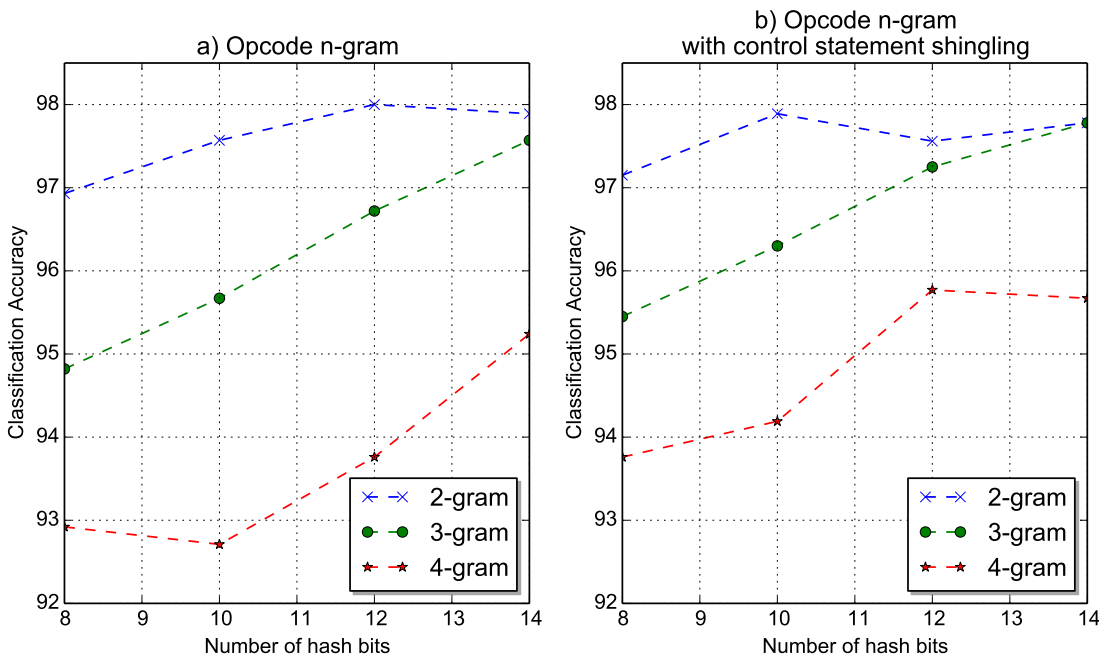 a) Opcode n-gram
98
97
96
95
94
93
92
Classification Accuracy
8 9 10 11 12 13 14
Number of hash bits
2-gram
3-gram
4-gram
b) Opcode n-gram
with control statement shingling
98
97
96
95
94
93
92
Classification Accuracy
8 9 10 11 12 13 14
Number of hash bits
2-gram
3-gram
4-gram